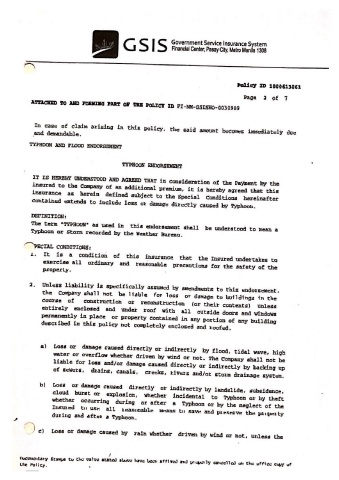 GSIS Government Service Insurance System
Financial Center, Pasay City, Metro Manila 1308
Policy ID 1000613061
Page 3 of 7
ATTACHED TO AND FORMING PART OF THE POLICY ID FI-NM-GSISHO-0030989
In case of claim arising in this policy, the said amount becomes immediately due
and demandable.
TYPHOON AND FLOOD ENDORSEMENT
TYPHOON ENDORSEMENT
IT IS HEREBY UNDERSTOOD AND AGREED that in consideration of the Payment by the
insured to the Company of an additional premium, it is hereby agreed that this
insurance as herein defined subject to the Special Conditions hereinafter
contained extends to include loss or damage directly caused by Typhoon.
DEFINITION:
The term "TYPHOON" as used in this endorsement shall be understood to mean a
Typhoon or Storm recorded by the Weather Bureau.
SPECIAL CONDITIONS:
1. It is a condition of this Insurance that the Insured undertakes to
exercise all ordinary and reasonable precautions for the safety of the
property.
2. Unless liability is specifically assumed by amendments to this endorsement,
the Company shall not be liable for loss or damage to buildings in the
course of construction or reconstruction (or their contents) unless
entirely enclosed and under roof with all outside doors and windows
permanently in place or property contained in any portion of any building
described in this policy not completely enclosed and roofed.
a) Loss or damage caused directly or indirectly by flood, tidal wave, high
water or overflow whether driven by wind or not. The Company shall not be
liable for loss and/or damage caused directly or indirectly by backing up
of sewers, drains, canals, creeks, rivers and/or storm drainage system.
b) Loss or damage caused directly or indirectly by landslide, subsidence,
cloud burst or explosion, whether incidental to Typhoon or by theft
whether occurring during or after a Typhoon or by the neglect of the
Insured to use all reasonable means to save and preserve the property
during and after a Typhoon.
c) Loss or damage caused by rain whether driven by wind or not, unless the
Documentary Stamps to the value stated above have been affixed and properly cancelled on the office copy of
the Policy.